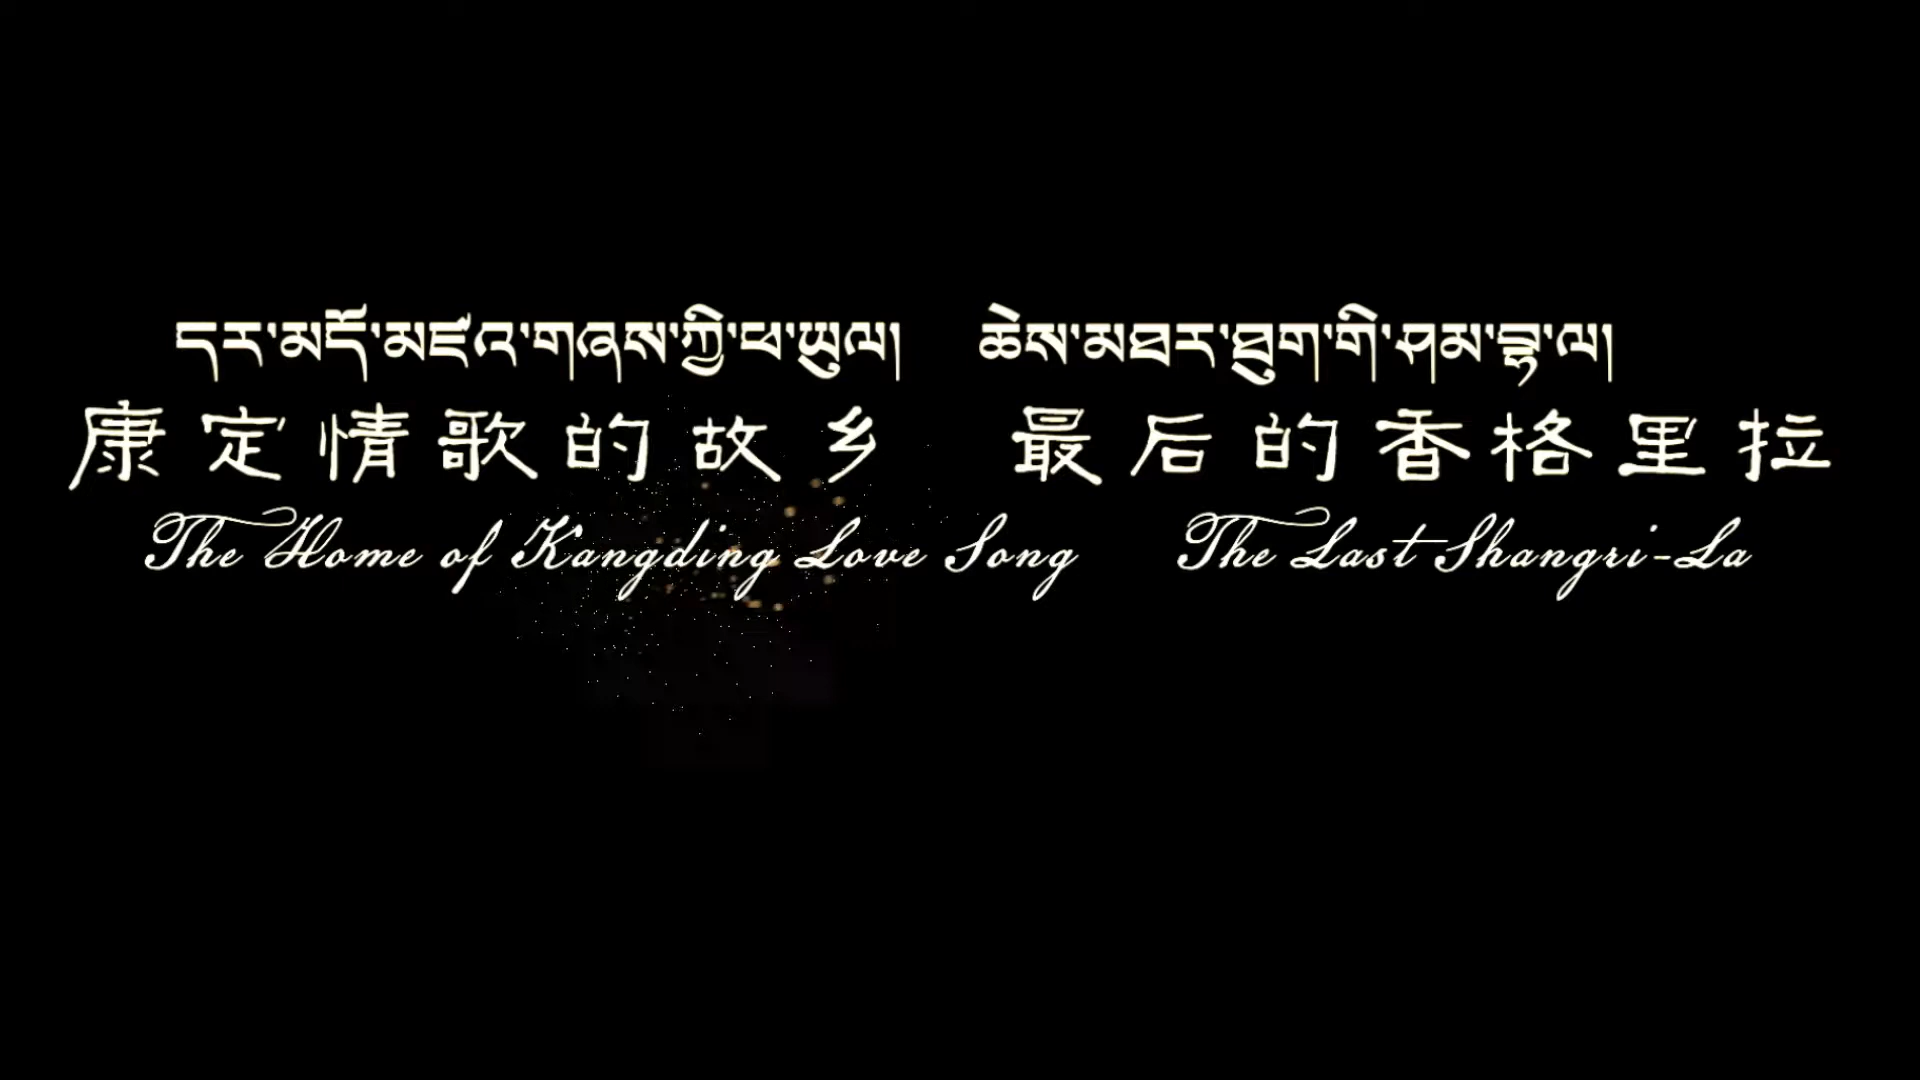 དར་མདོ་མཛའ་གཞས་ཀྱི་ཕ་ཡུལ། ཆེས་མཐར་ཐུག་གི་ཤམ་བྷ་ལ།
康定情歌的故乡 最后的香格里拉
The Home of Kangding Love Song The Last Shangri-La